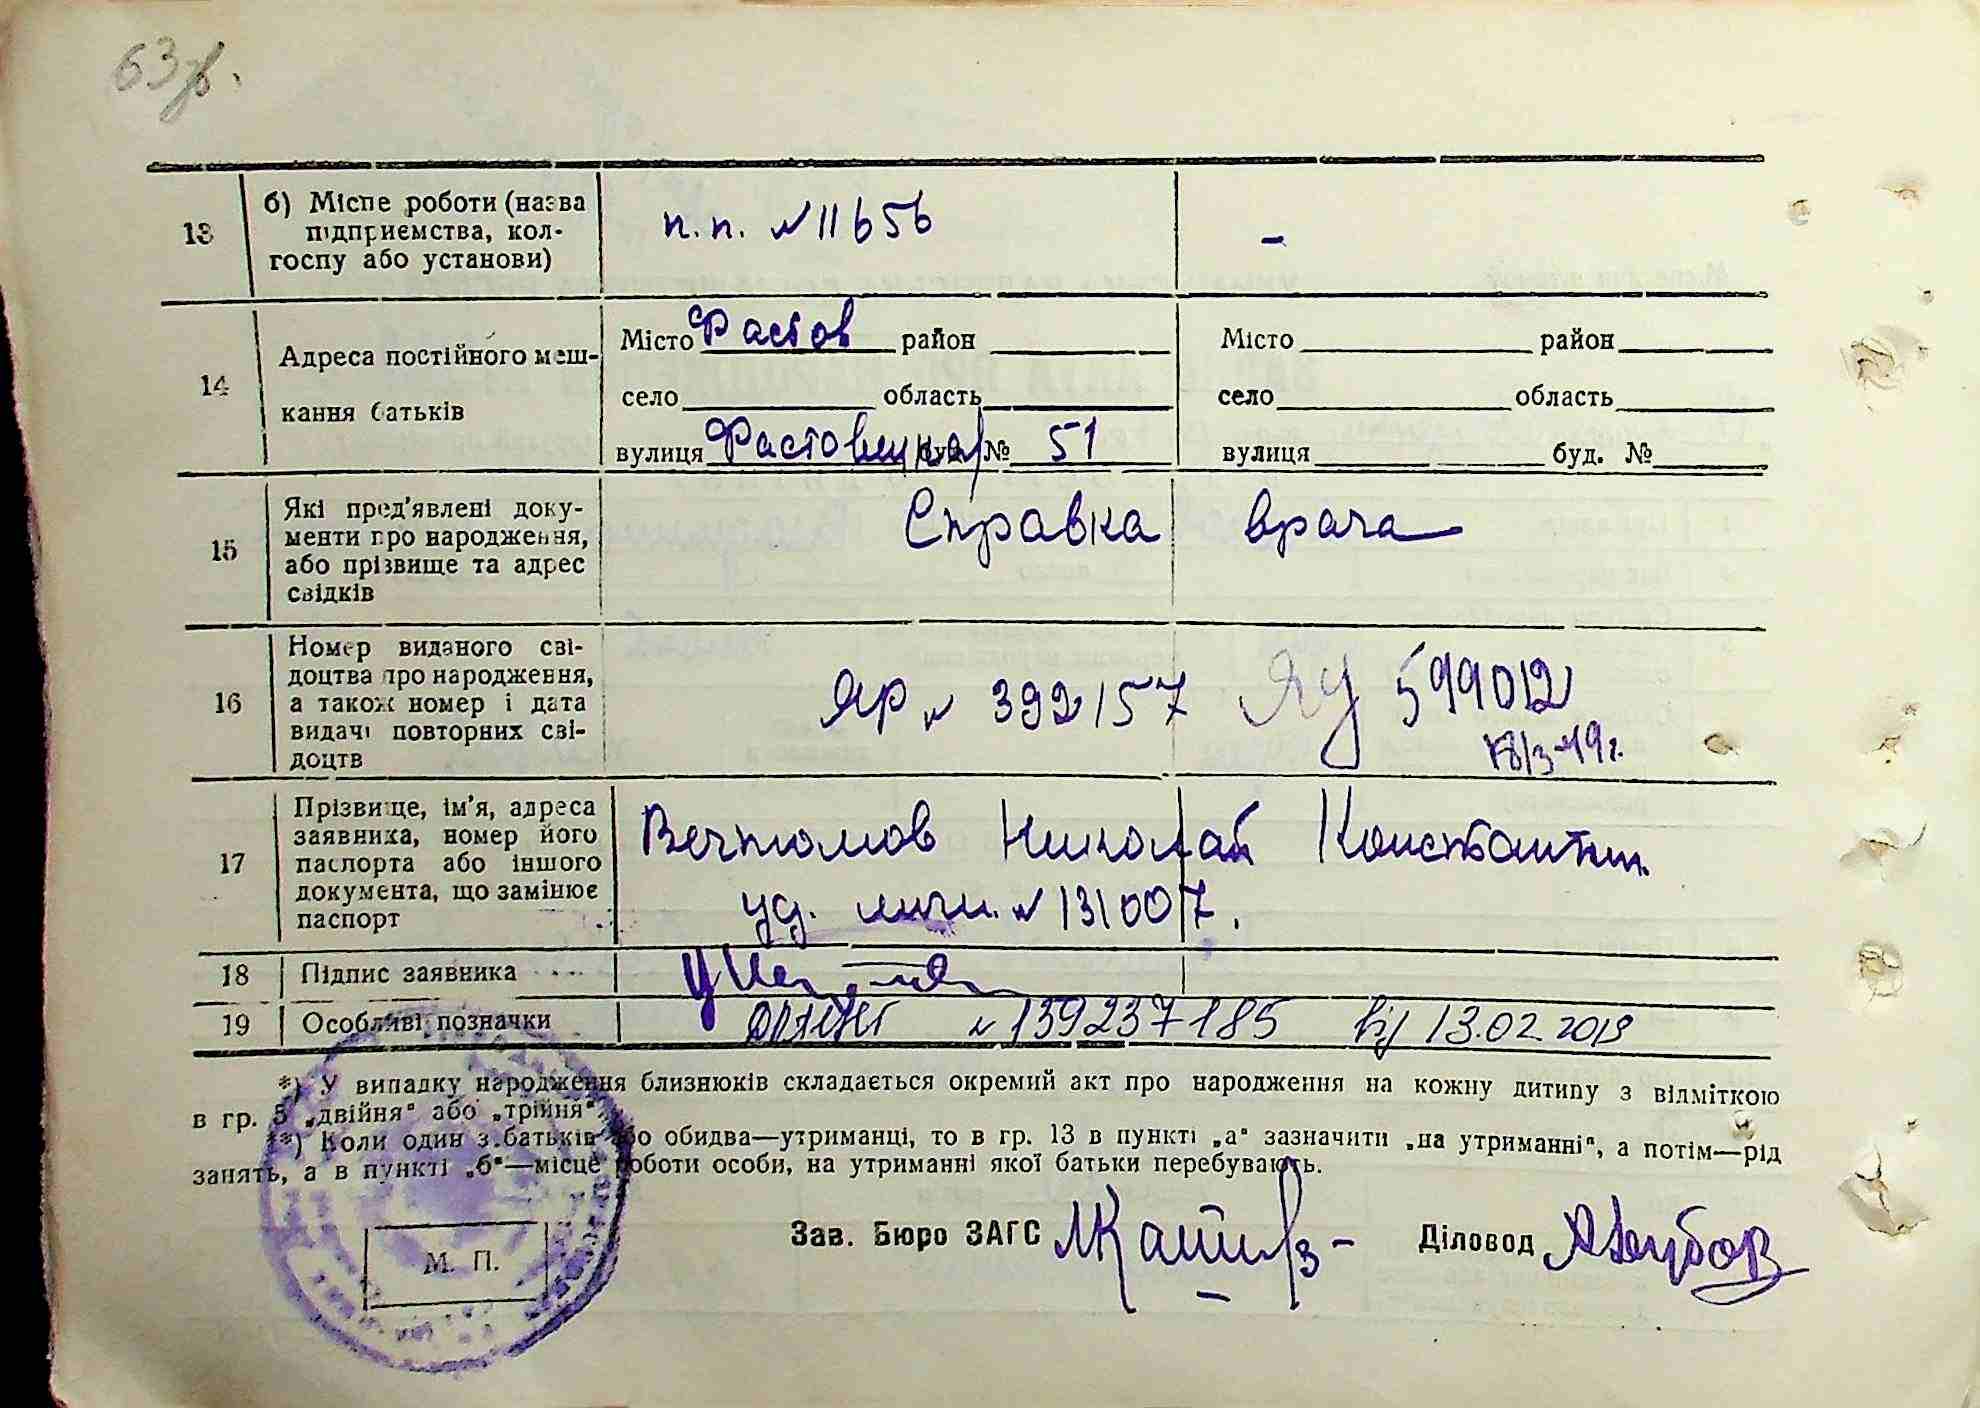 63зв.
13
б) Місце роботи (назва
підприємства, кол-
госпу або установи)
п.п. №11656
-
14
Адреса постійного меш-
кання батьків
Місто Фастов район
село область
вулиця Фастовецкая буд. № 51
Місто район
село область
вулиця буд. №
15
Які пред'явлені доку-
менти про народження,
або прізвище та адрес
свідків
Справка врача
16
Номер виданого сві-
доцтва про народження,
а також номер і дата
видачі повторних сві-
доцтв
ЯР № 392157 ЯУ 599012
18/3-49г.
17
Прізвище, ім'я, адреса
заявника, номер його
паспорта або іншого
документа, що замінює
паспорт
Вечтомов Николай Константин.
уд. личн. № 131007.
18
Підпис заявника
19
Особливі позначки
№ 139237185 від 13.02.2019
*) У випадку народження близнюків складається окремий акт про народження на кожну дитину з відміткою
в гр. 5 „двійня“ або „трійня“.
**) Коли один з батьків або обидва—утриманці, то в гр. 13 в пункті „а“ зазначити „на утриманні“, а потім—рід
занять, а в пункті „б“—місце роботи особи, на утриманні якої батьки перебувають.
Зав. Бюро ЗАГС
Діловод
М. П.